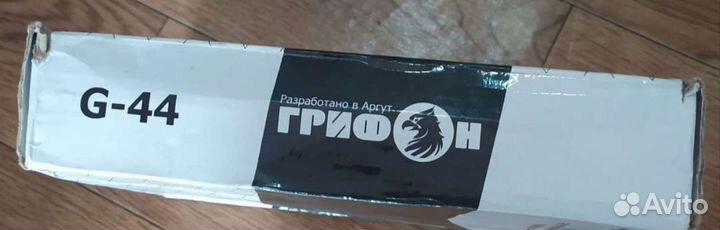 G-44
Разработано в Аргут
ГРИФОН
Avito